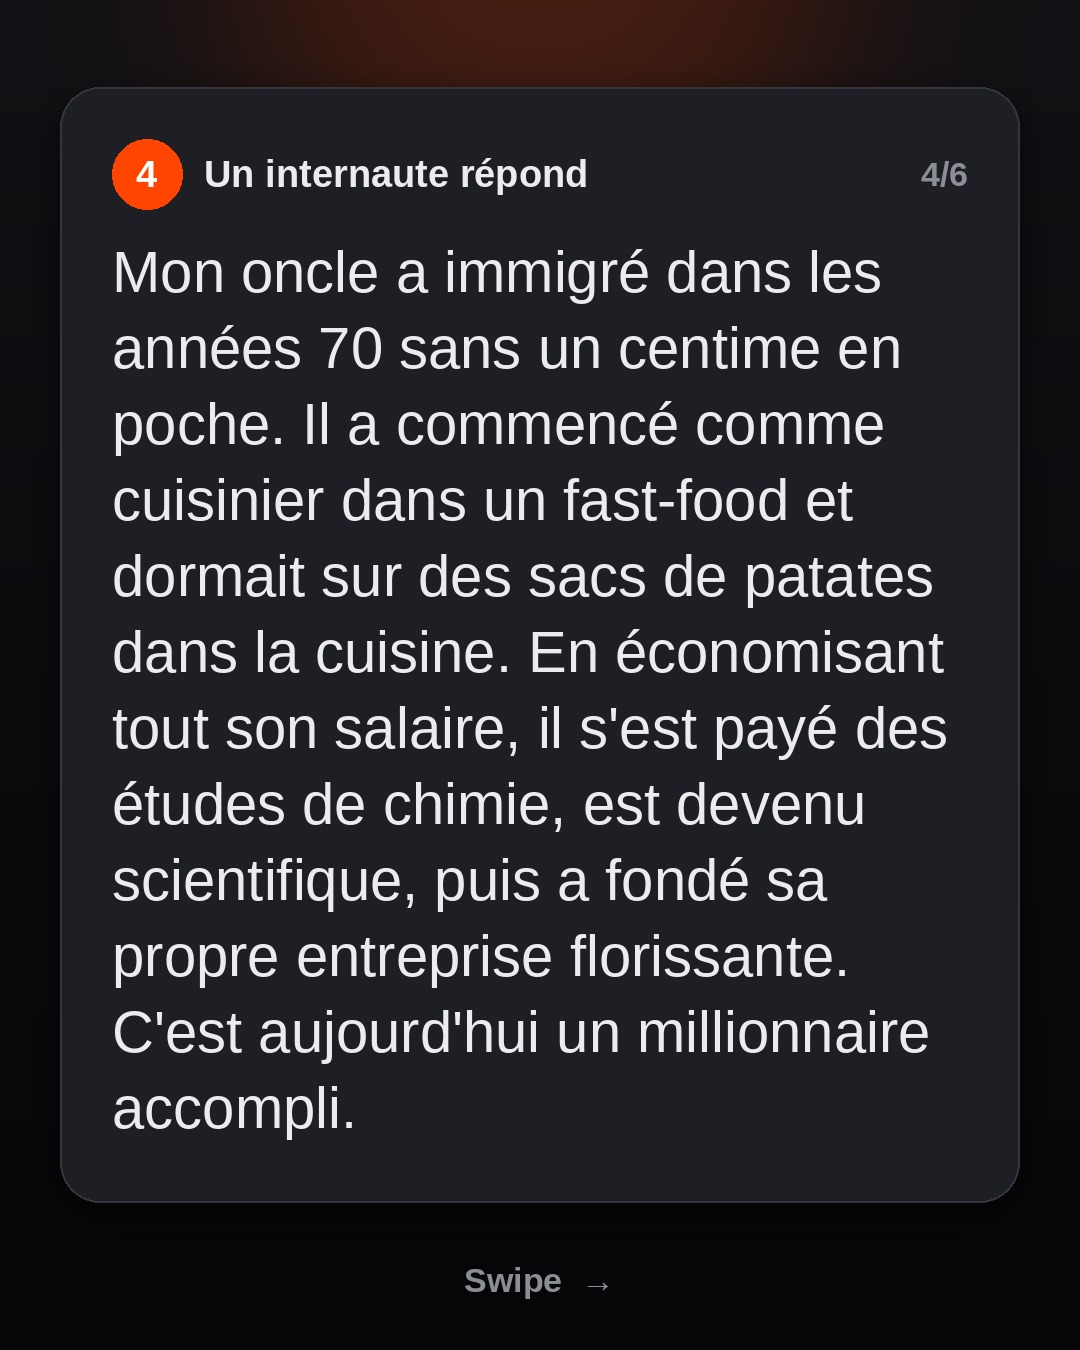 4 Un internaute répond 4/6
Mon oncle a immigré dans les
années 70 sans un centime en
poche. Il a commencé comme
cuisinier dans un fast-food et
dormait sur des sacs de patates
dans la cuisine. En économisant
tout son salaire, il s'est payé des
études de chimie, est devenu
scientifique, puis a fondé sa
propre entreprise florissante.
C'est aujourd'hui un millionnaire
accompli.
Swipe →